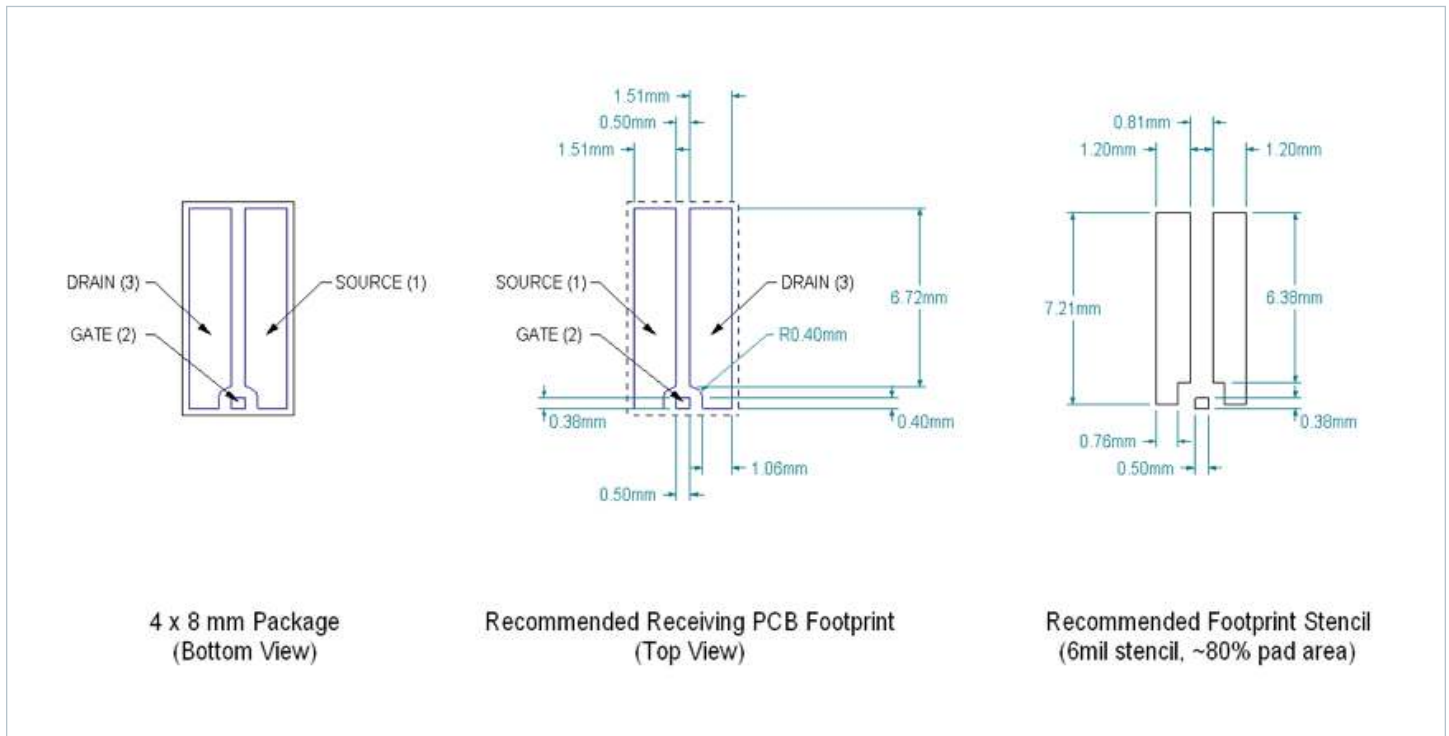 DRAIN (3)
SOURCE (1)
GATE (2)
4 x 8 mm Package
(Bottom View)
1.51mm
0.50mm
1.51mm
SOURCE (1)
DRAIN (3)
GATE (2)
6.72mm
R0.40mm
0.38mm
0.40mm
1.06mm
0.50mm
Recommended Receiving PCB Footprint
(Top View)
0.81mm
1.20mm
1.20mm
7.21mm
6.38mm
0.38mm
0.76mm
0.50mm
Recommended Footprint Stencil
(6mil stencil, ~80% pad area)